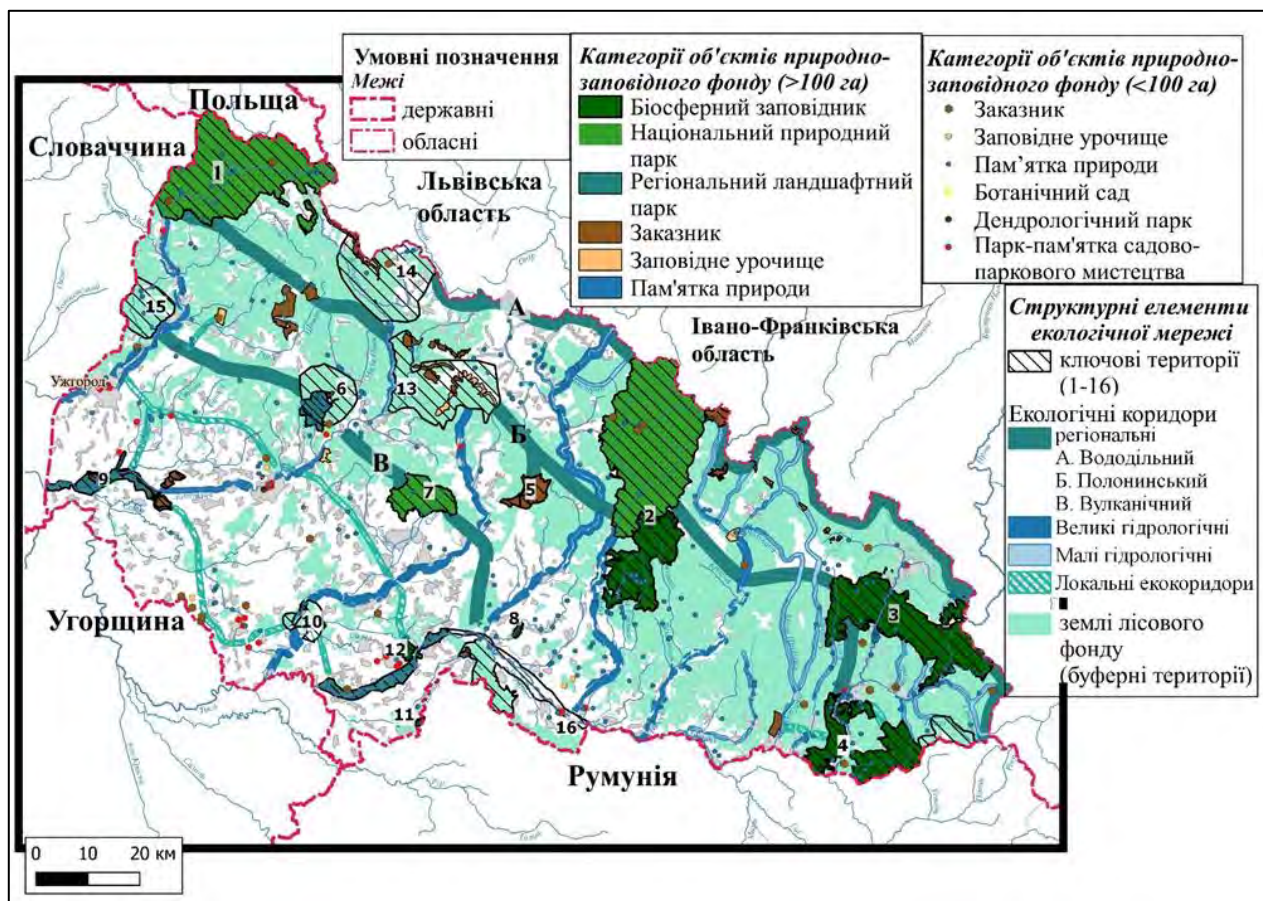 Польща
Словаччина
Львівська
область
Івано-Франківська
область
Ужгород
Угорщина
Румунія
1
14
15
А
6
13
Б
В
9
7
5
2
3
10
8
12
11
16
4
0 10 20 км
Умовні позначення
Межі
державні
обласні
Категорії об'єктів природно-
заповідного фонду (>100 га)
Біосферний заповідник
Національний природний
парк
Регіональний ландшафтний
парк
Заказник
Заповідне урочище
Пам'ятка природи
Категорії об'єктів природно-
заповідного фонду (<100 га)
Заказник
Заповідне урочище
Пам’ятка природи
Ботанічний сад
Дендрологічний парк
Парк-пам'ятка садово-
паркового мистецтва
Структурні елементи
екологічної мережі
ключові території
(1-16)
Екологічні коридори
регіональні
А. Вододільний
Б. Полонинський
В. Вулканічний
Великі гідрологічні
Малі гідрологічні
Локальні екокоридори
землі лісового
фонду
(буферні території)